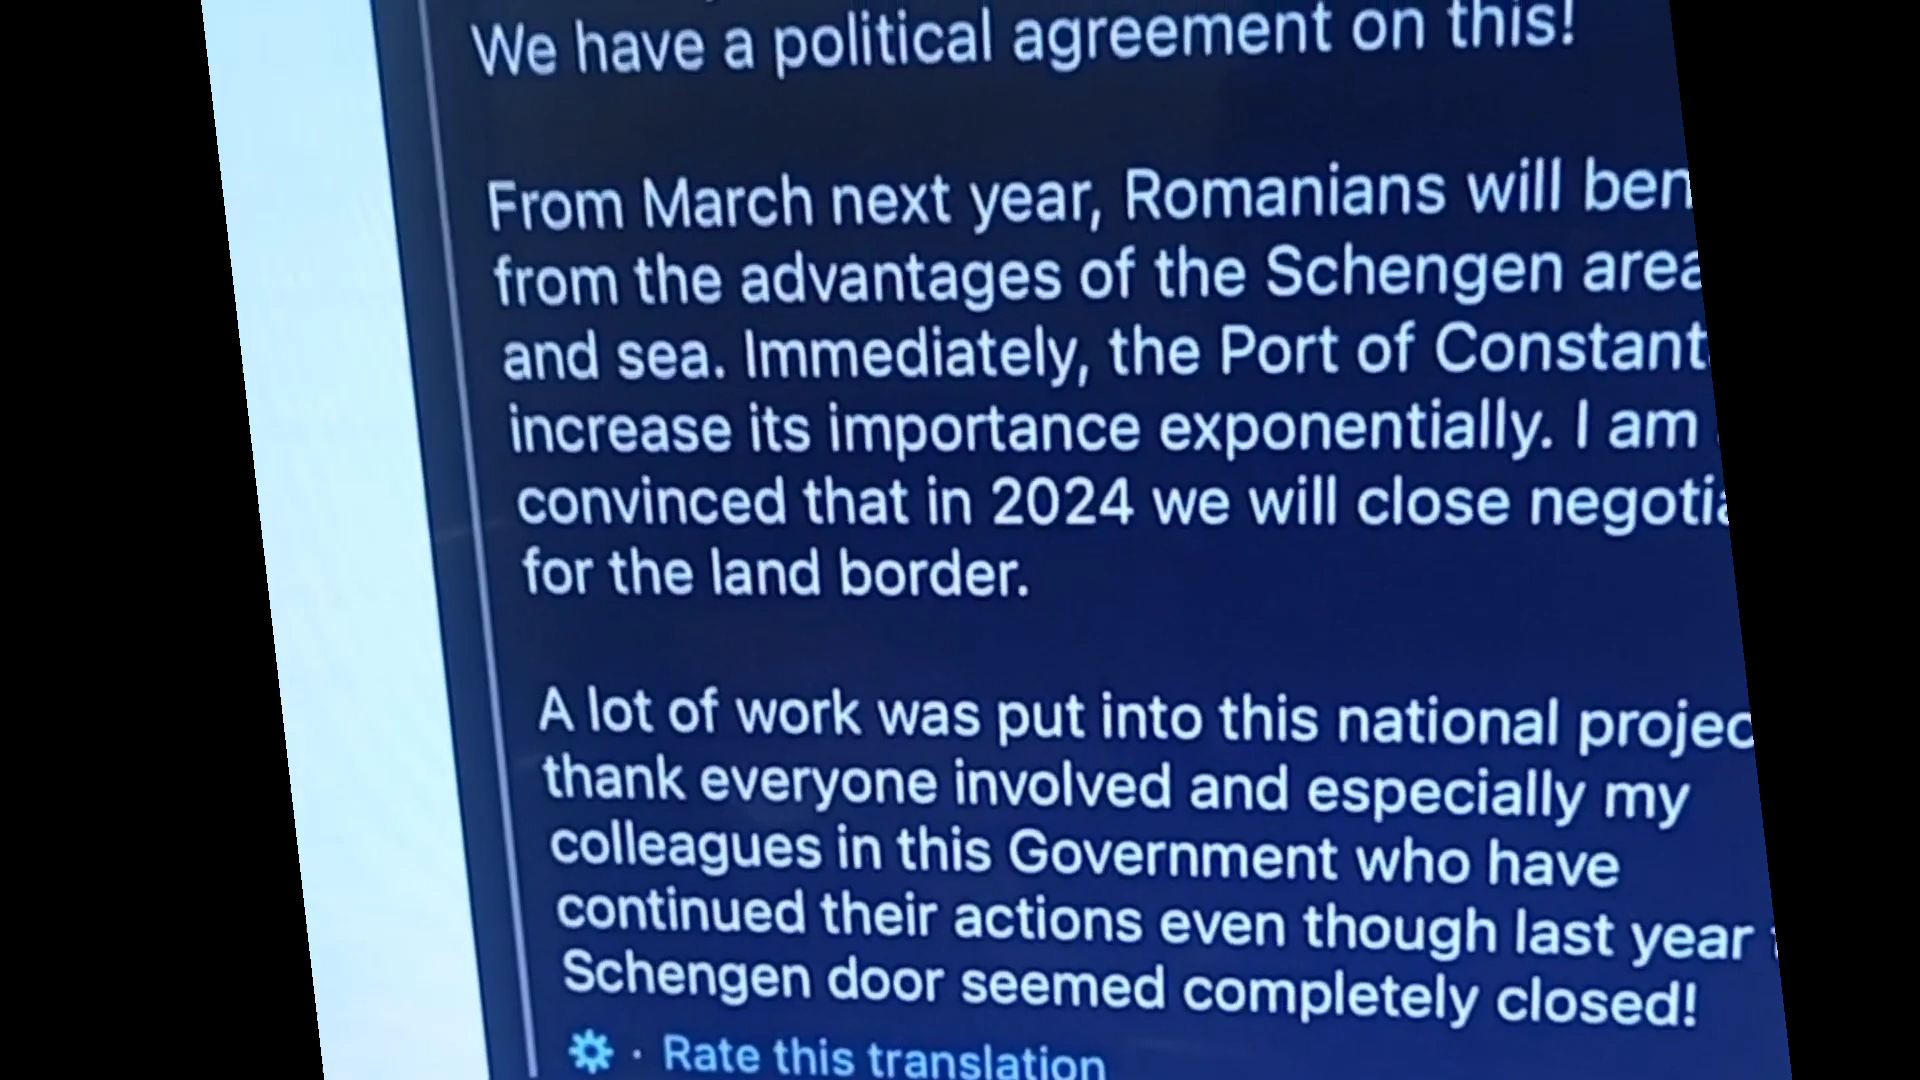 We have a political agreement on this!
From March next year, Romanians will ben
from the advantages of the Schengen area
and sea. Immediately, the Port of Constant
increase its importance exponentially. I am
convinced that in 2024 we will close negotia
for the land border.
A lot of work was put into this national projec
thank everyone involved and especially my
colleagues in this Government who have
continued their actions even though last year
Schengen door seemed completely closed!
· Rate this translation